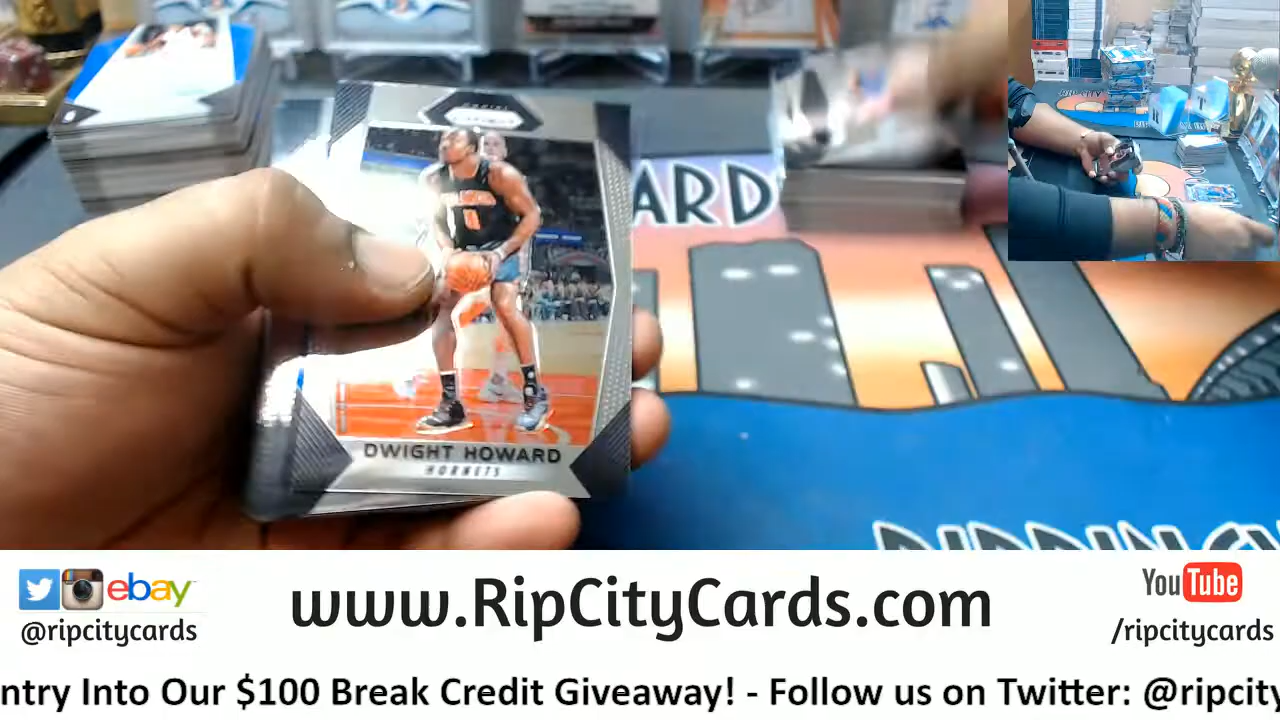 PRIZM
ARD
DWIGHT HOWARD
HORNETS
ebay
@ripcitycards
www.RipCityCards.com
YouTube
/ripcitycards
ntry Into Our $100 Break Credit Giveaway! - Follow us on Twitter: @ripcity